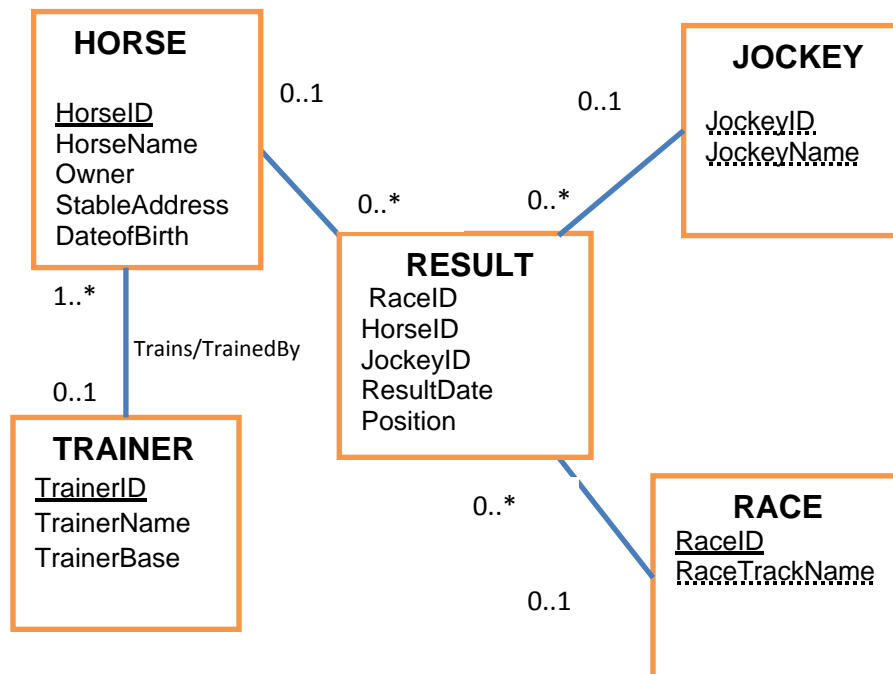 HORSE
HorseID
HorseName
Owner
StableAddress
DateofBirth
0..1
0..*
JOCKEY
JockeyID
JockeyName
0..1
0..*
RESULT
RaceID
HorseID
JockeyID
ResultDate
Position
1..*
Trains/TrainedBy
0..1
TRAINER
TrainerID
TrainerName
TrainerBase
0..*
0..1
RACE
RaceID
RaceTrackName